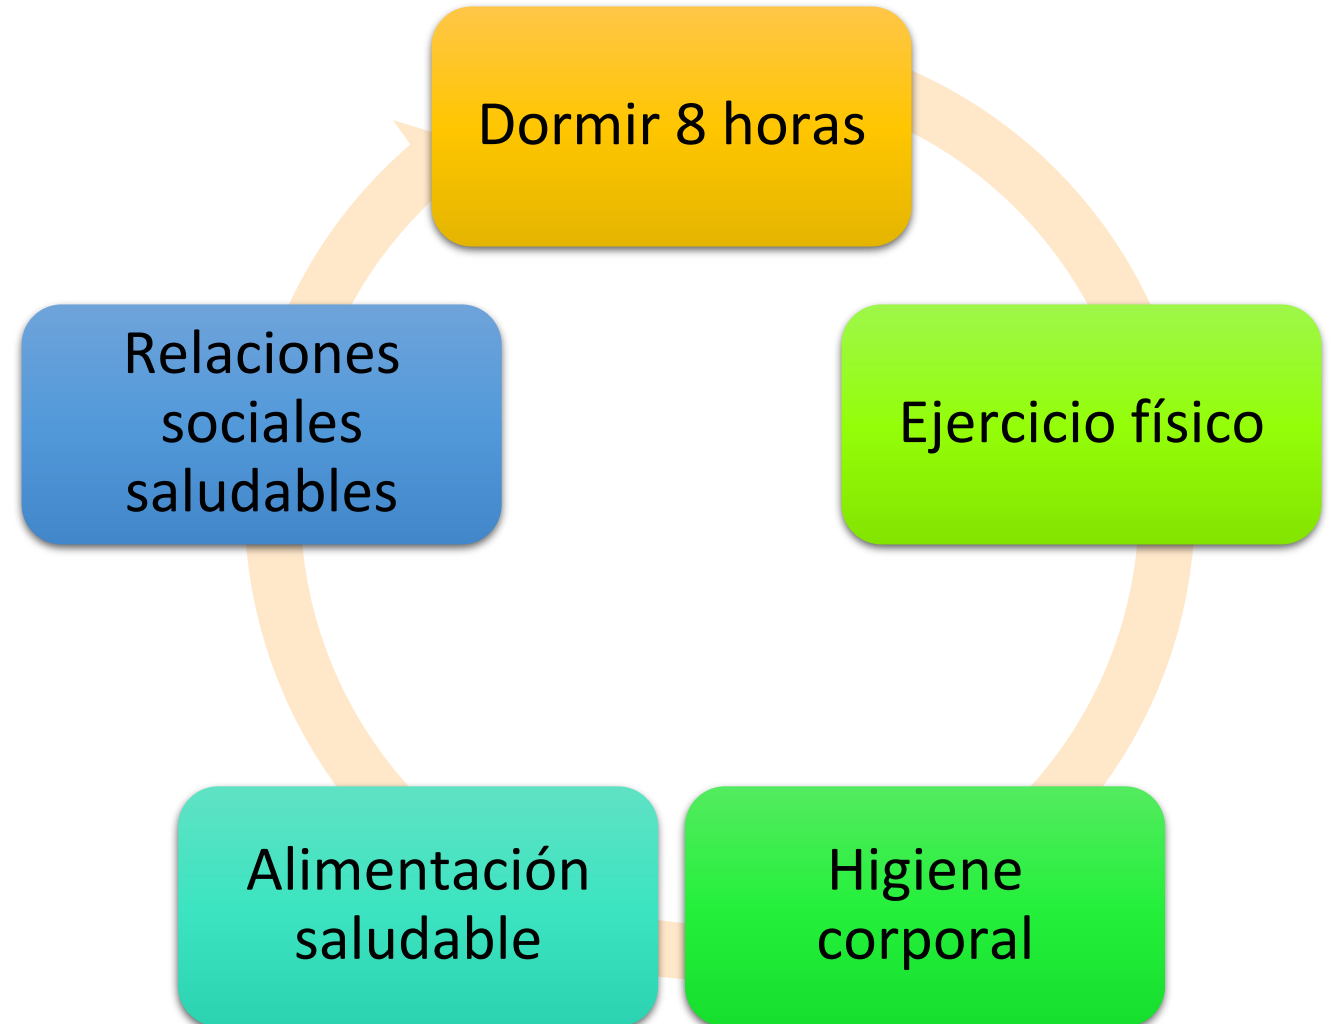 Dormir 8 horas
Ejercicio físico
Higiene
corporal
Alimentación
saludable
Relaciones
sociales
saludables